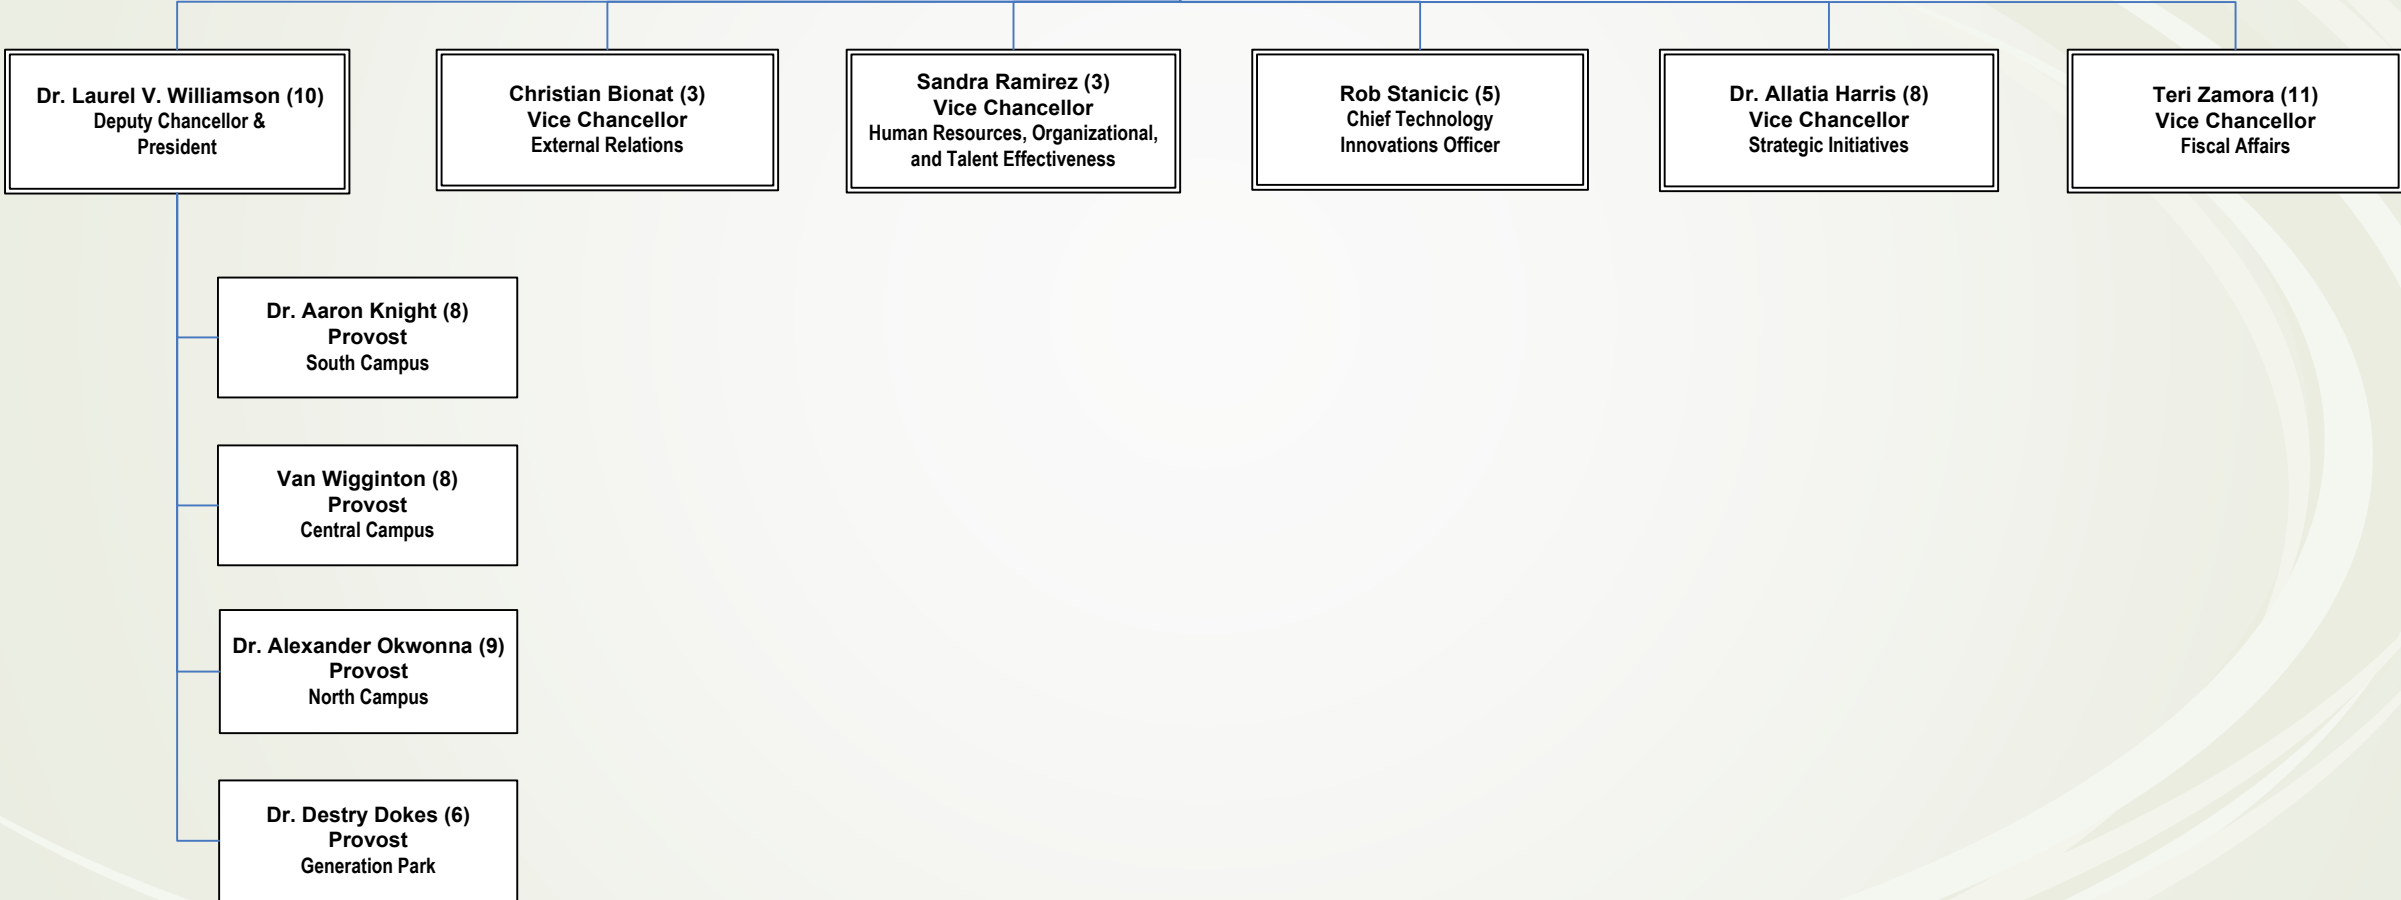 Dr. Laurel V. Williamson (10)
Deputy Chancellor &
President
Christian Bionat (3)
Vice Chancellor
External Relations
Sandra Ramirez (3)
Vice Chancellor
Human Resources, Organizational,
and Talent Effectiveness
Rob Stanicic (5)
Chief Technology
Innovations Officer
Dr. Allatia Harris (8)
Vice Chancellor
Strategic Initiatives
Teri Zamora (11)
Vice Chancellor
Fiscal Affairs
Dr. Aaron Knight (8)
Provost
South Campus
Van Wigginton (8)
Provost
Central Campus
Dr. Alexander Okwonna (9)
Provost
North Campus
Dr. Destry Dokes (6)
Provost
Generation Park